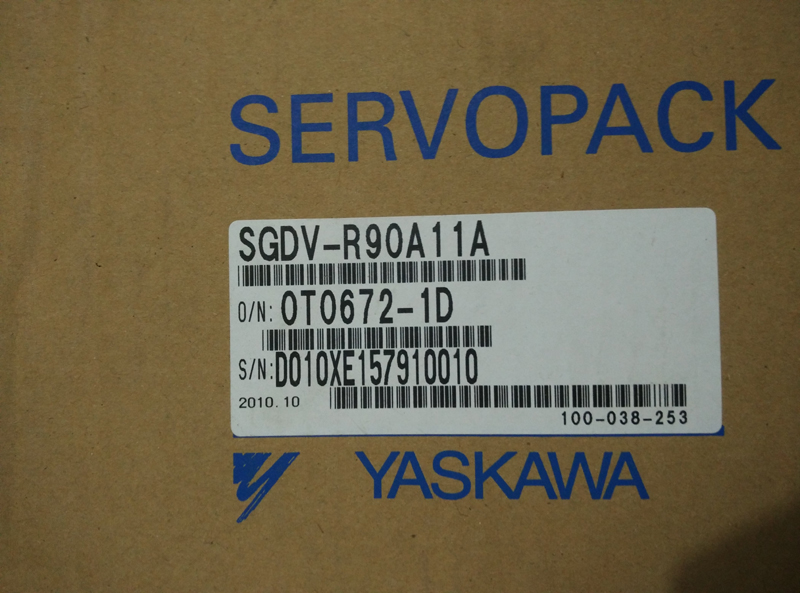 SERVOPACK
SGDV-R90A11A
O/N: 0T0672-1D
S/N: D010XE157910010
2010.10
100-038-253
YASKAWA